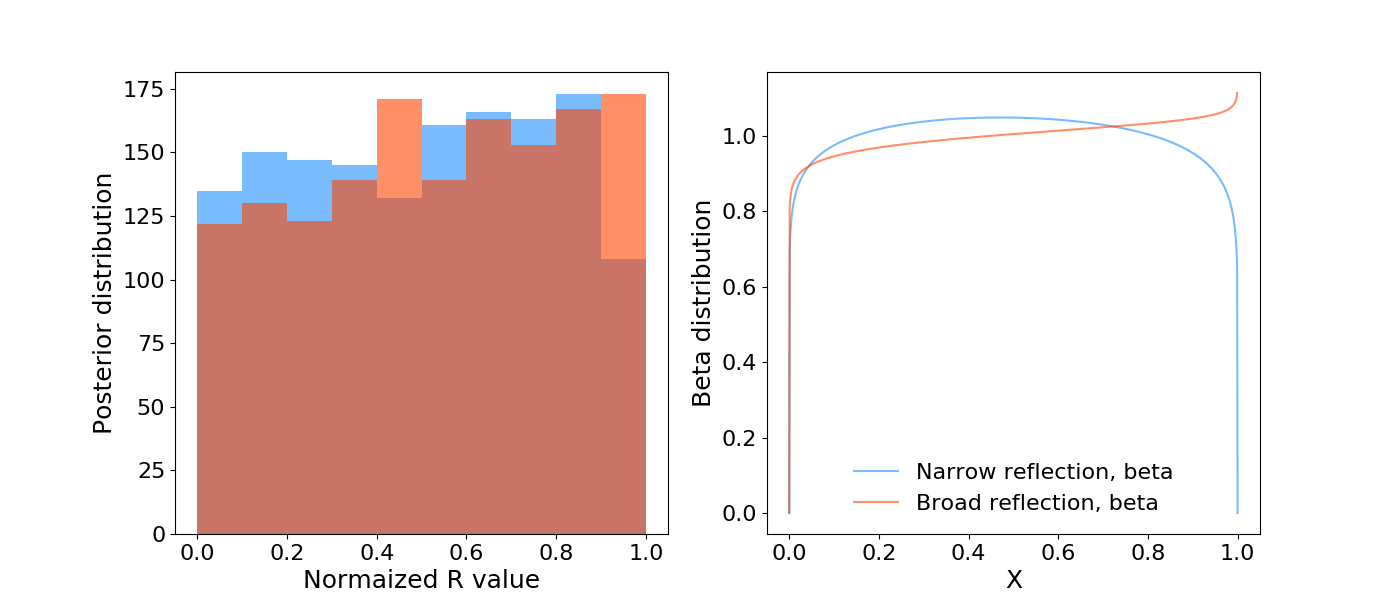 Posterior distribution
175
150
125
100
75
50
25
0
0.0 0.2 0.4 0.6 0.8 1.0
Normaized R value
Beta distribution
1.0
0.8
0.6
0.4
0.2
0.0
Narrow reflection, beta
Broad reflection, beta
0.0 0.2 0.4 0.6 0.8 1.0
X